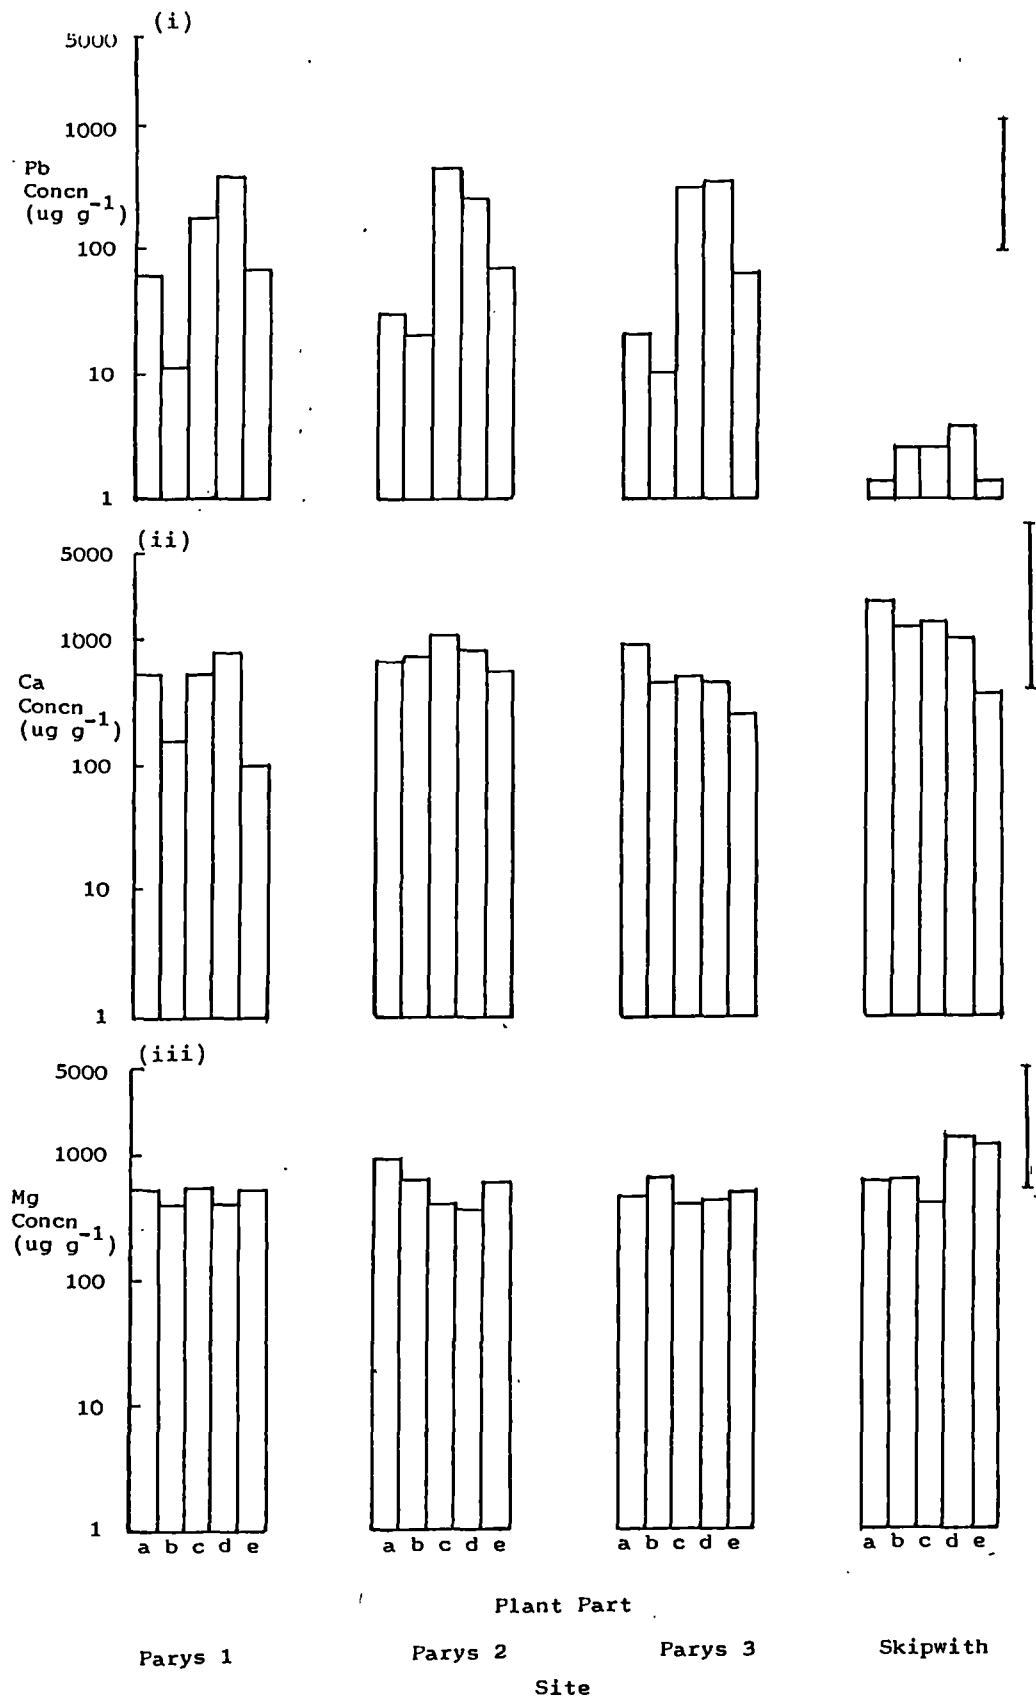 (i)
5000
1000
Pb
Concn
(ug g⁻¹)
100
10
1
(ii)
5000
1000
Ca
Concn
(ug g⁻¹)
100
10
1
(iii)
5000
1000
Mg
Concn
(ug g⁻¹)
100
10
1
a b c d e
a b c d e
a b c d e
a b c d e
Plant Part
Parys 1
Parys 2
Parys 3
Skipwith
Site